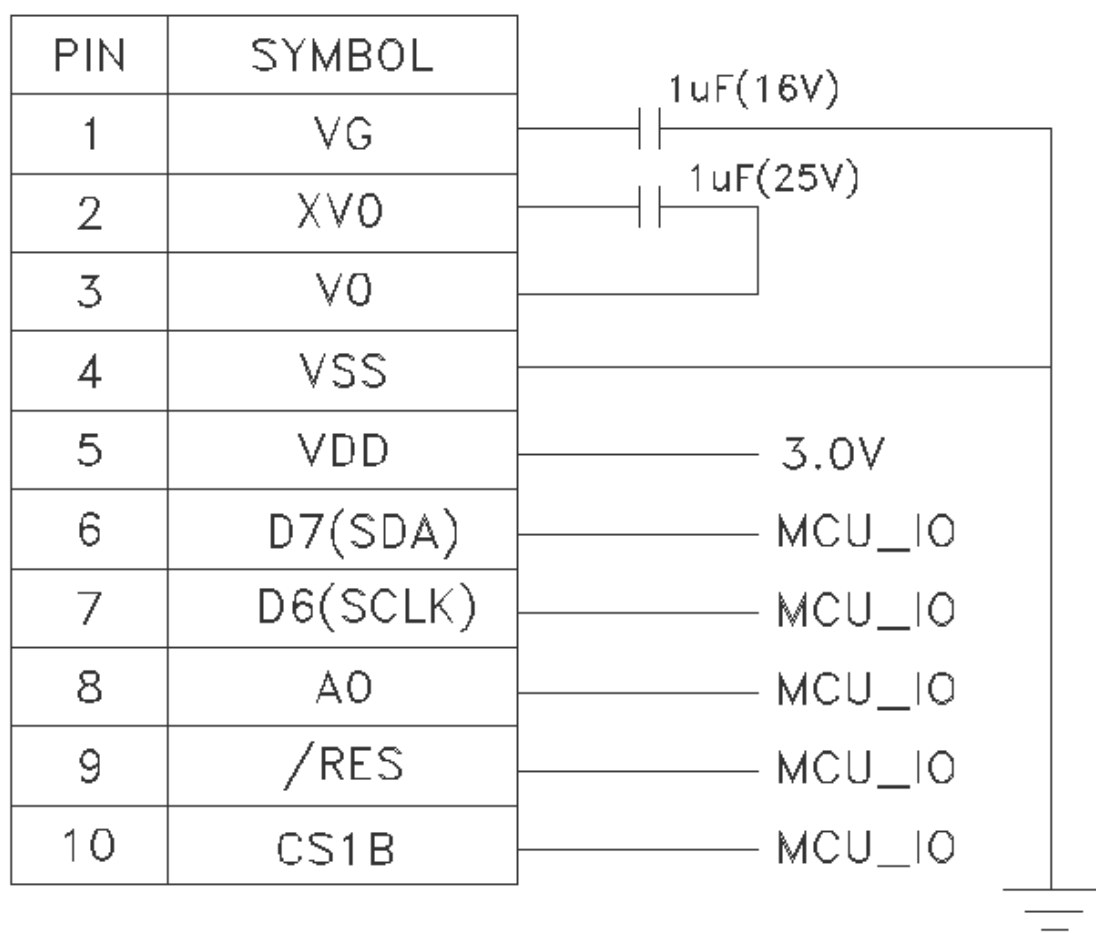 PIN SYMBOL
1uF(16V)
1 VG
1uF(25V)
2 XV0
3 V0
4 VSS
5 VDD 3.0V
6 D7(SDA) MCU_IO
7 D6(SCLK) MCU_IO
8 A0 MCU_IO
9 /RES MCU_IO
10 CS1B MCU_IO